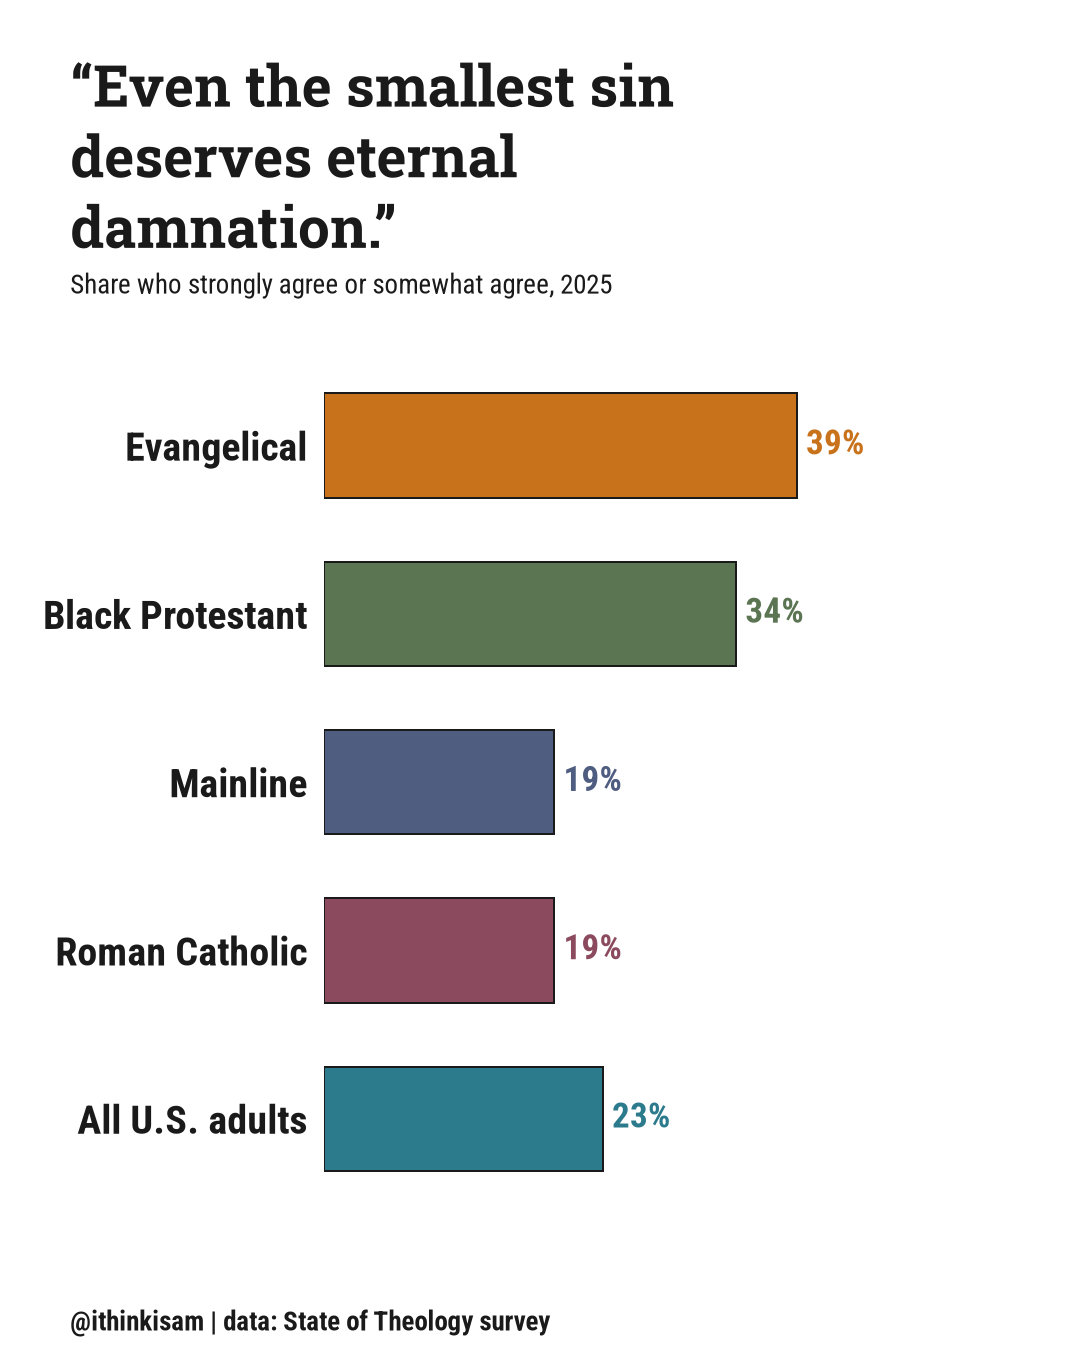 “Even the smallest sin
deserves eternal
damnation.”
Share who strongly agree or somewhat agree, 2025
Evangelical 39%
Black Protestant 34%
Mainline 19%
Roman Catholic 19%
All U.S. adults 23%
@ithinkisam | data: State of Theology survey